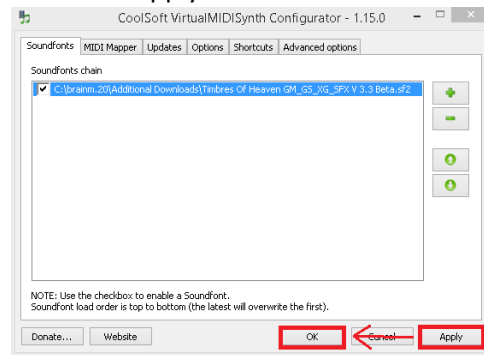 CoolSoft VirtualMIDISynth Configurator - 1.15.0
Soundfonts MIDI Mapper Updates Options Shortcuts Advanced options
Soundfonts chain
C:\brainm.20\Additional Downloads\Timbres Of Heaven GM_GS_XG_SFX V 3.3 Beta.sf2
NOTE: Use the checkbox to enable a Soundfont.
Soundfont load order is top to bottom (the latest will overwrite the first).
Donate... Website OK Cancel Apply